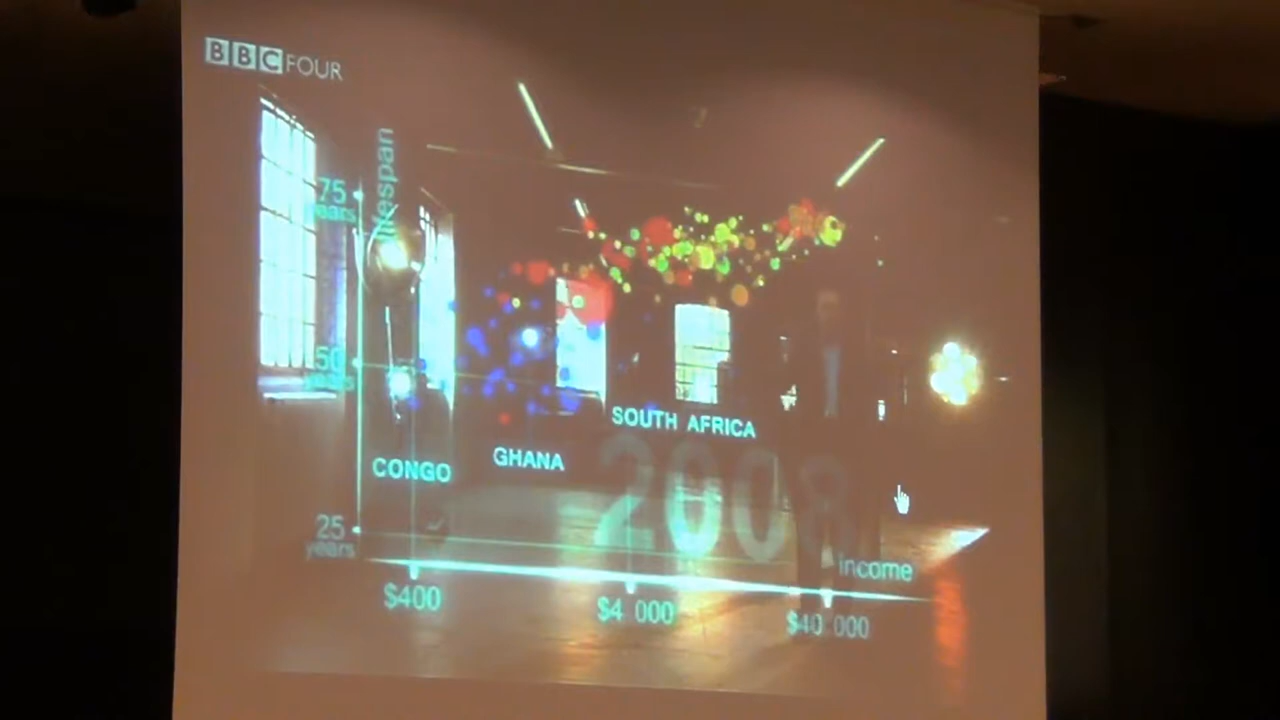 BBC FOUR
lifespan
75
years
50
years
SOUTH AFRICA
GHANA
CONGO
2008
25
years
Income
$400
$4 000
$40 000